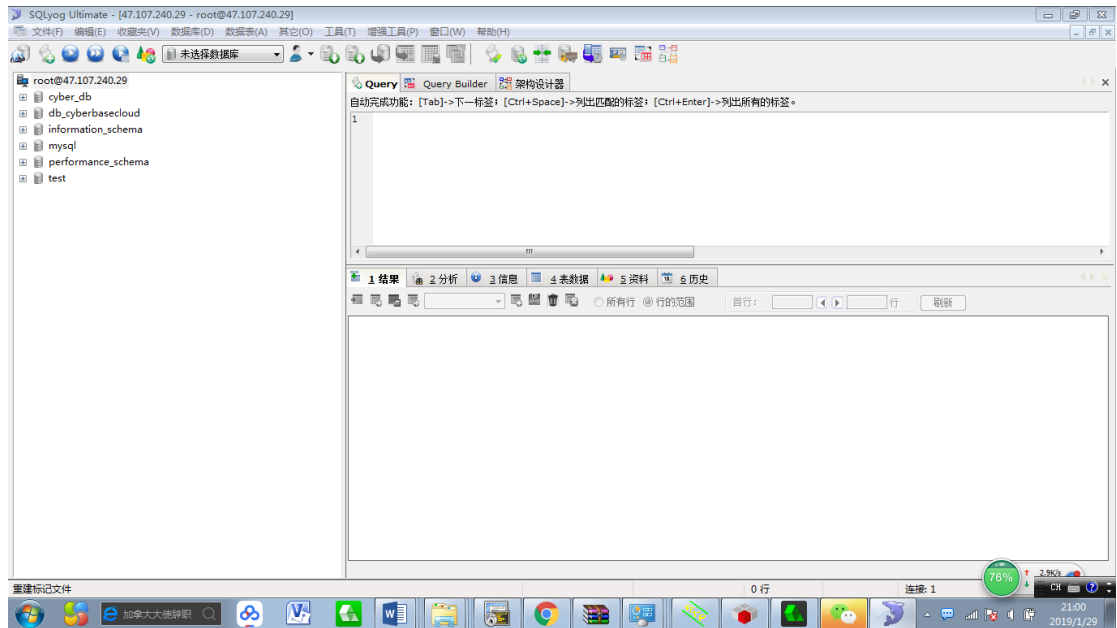 SQLyog Ultimate - [47.107.240.29 - root@47.107.240.29]
文件(F) 编辑(E) 收藏夹(V) 数据库(D) 数据表(A) 其它(O) 工具(T) 增强工具(P) 窗口(W) 帮助(H)
未选择数据库
root@47.107.240.29
cyber_db
db_cyberbasecloud
information_schema
mysql
performance_schema
test
Query Query Builder 架构设计器
自动完成功能: [Tab]->下一标签; [Ctrl+Space]->列出匹配的标签; [Ctrl+Enter]->列出所有的标签。
1
1 结果 2 分析 3 信息 4 表数据 5 资料 6 历史
所有行 行的范围 首行: 行 刷新
重建标记文件 0 行 连接: 1
76% 2.9K/s
CH
加拿大大使辞职
21:00
2019/1/29